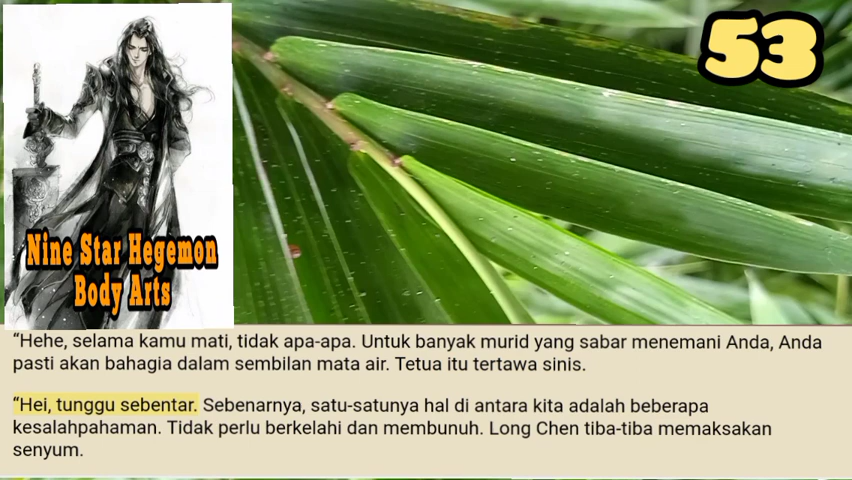 53
Nine Star Hegemon
Body Arts
“Hehe, selama kamu mati, tidak apa-apa. Untuk banyak murid yang sabar menemani Anda, Anda
pasti akan bahagia dalam sembilan mata air. Tetua itu tertawa sinis.
“Hei, tunggu sebentar. Sebenarnya, satu-satunya hal di antara kita adalah beberapa
kesalahpahaman. Tidak perlu berkelahi dan membunuh. Long Chen tiba-tiba memaksakan
senyum.